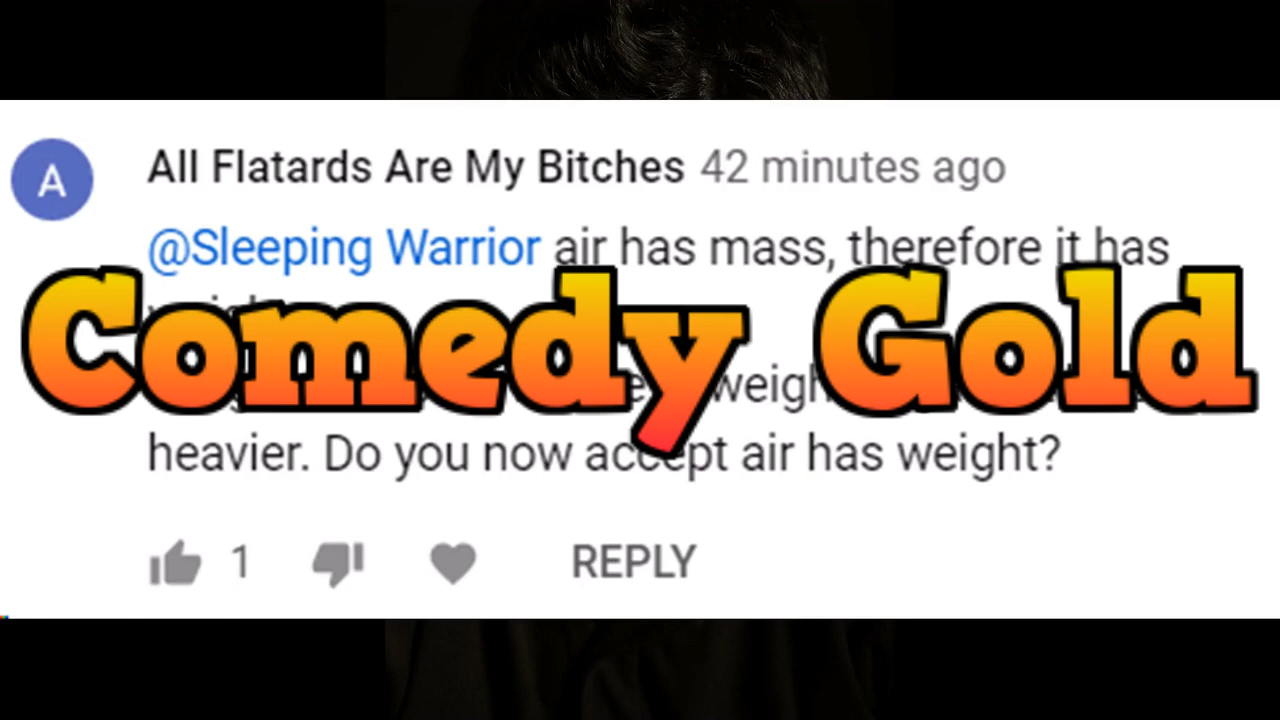 A
All Flatards Are My Bitches 42 minutes ago
@Sleeping Warrior air has mass, therefore it has
Comedy Gold
heavier. Do you now accept air has weight?
1 REPLY